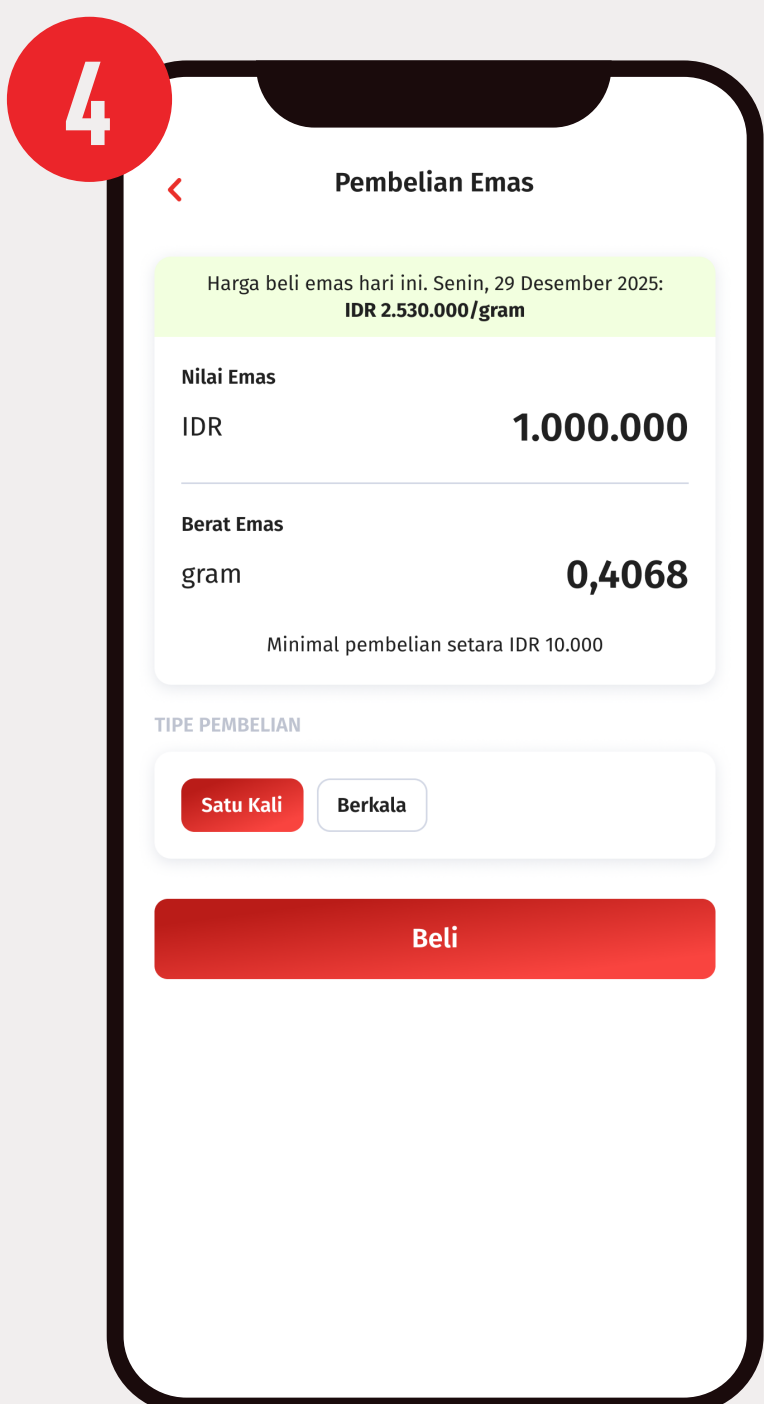 4
Pembelian Emas
Harga beli emas hari ini. Senin, 29 Desember 2025:
IDR 2.530.000/gram
Nilai Emas
IDR 1.000.000
Berat Emas
gram 0,4068
Minimal pembelian setara IDR 10.000
TIPE PEMBELIAN
Satu Kali Berkala
Beli